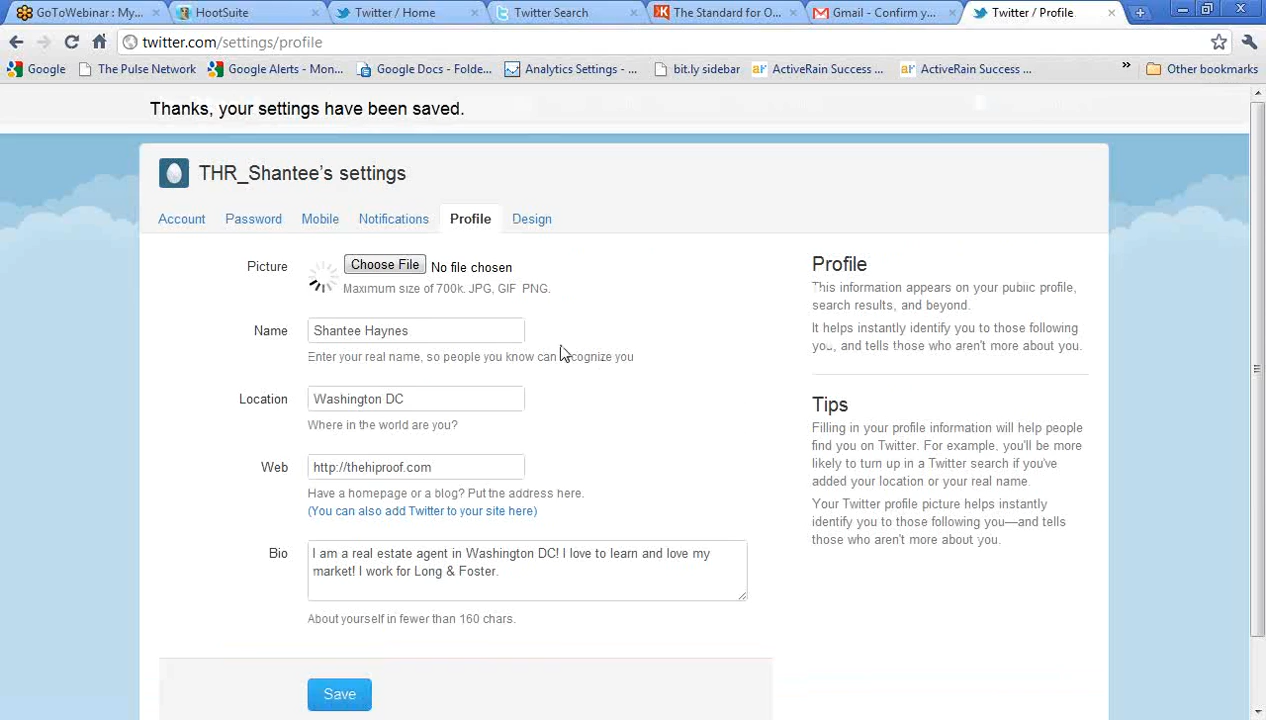 GoToWebinar : My...
HootSuite
Twitter / Home
Twitter Search
The Standard for O...
Gmail - Confirm y...
Twitter / Profile
twitter.com/settings/profile
Google
The Pulse Network
Google Alerts - Mon...
Google Docs - Folde...
Analytics Settings - ...
bit.ly sidebar
ActiveRain Success ...
ActiveRain Success ...
Other bookmarks
Thanks, your settings have been saved.
THR_Shantee's settings
Account
Password
Mobile
Notifications
Profile
Design
Picture
Choose File
No file chosen
Maximum size of 700k. JPG, GIF PNG.
Name
Shantee Haynes
Enter your real name, so people you know can recognize you
Location
Washington DC
Where in the world are you?
Web
http://thehiproof.com
Have a homepage or a blog? Put the address here.
(You can also add Twitter to your site here)
Bio
I am a real estate agent in Washington DC! I love to learn and love my
market! I work for Long & Foster.
About yourself in fewer than 160 chars.
Save
Profile
This information appears on your public profile,
search results, and beyond.
It helps instantly identify you to those following
you, and tells those who aren't more about you.
Tips
Filling in your profile information will help people
find you on Twitter. For example, you'll be more
likely to turn up in a Twitter search if you've
added your location or your real name.
Your Twitter profile picture helps instantly
identify you to those following you—and tells
those who aren't more about you.